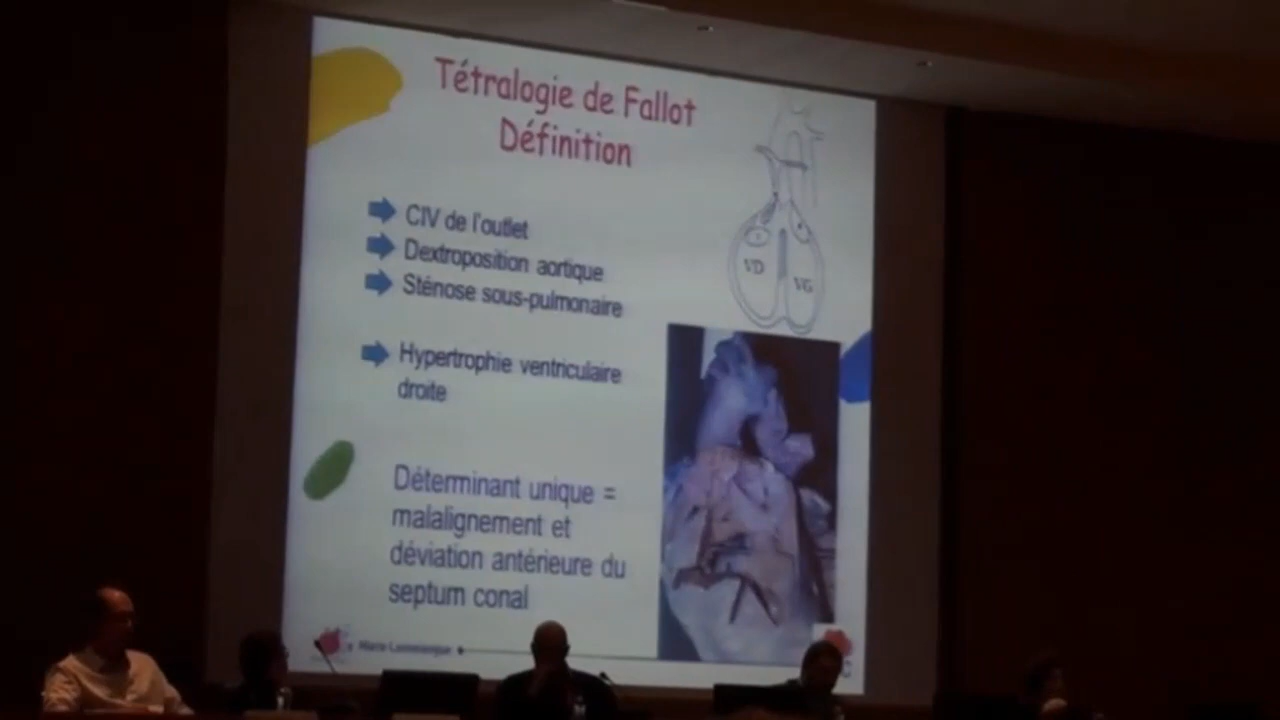 Tétralogie de Fallot
Définition
CIV de l'outlet
Dextroposition aortique
Sténose sous-pulmonaire
Hypertrophie ventriculaire
droite
VD
VG
Déterminant unique =
malalignement et
déviation antérieure du
septum conal